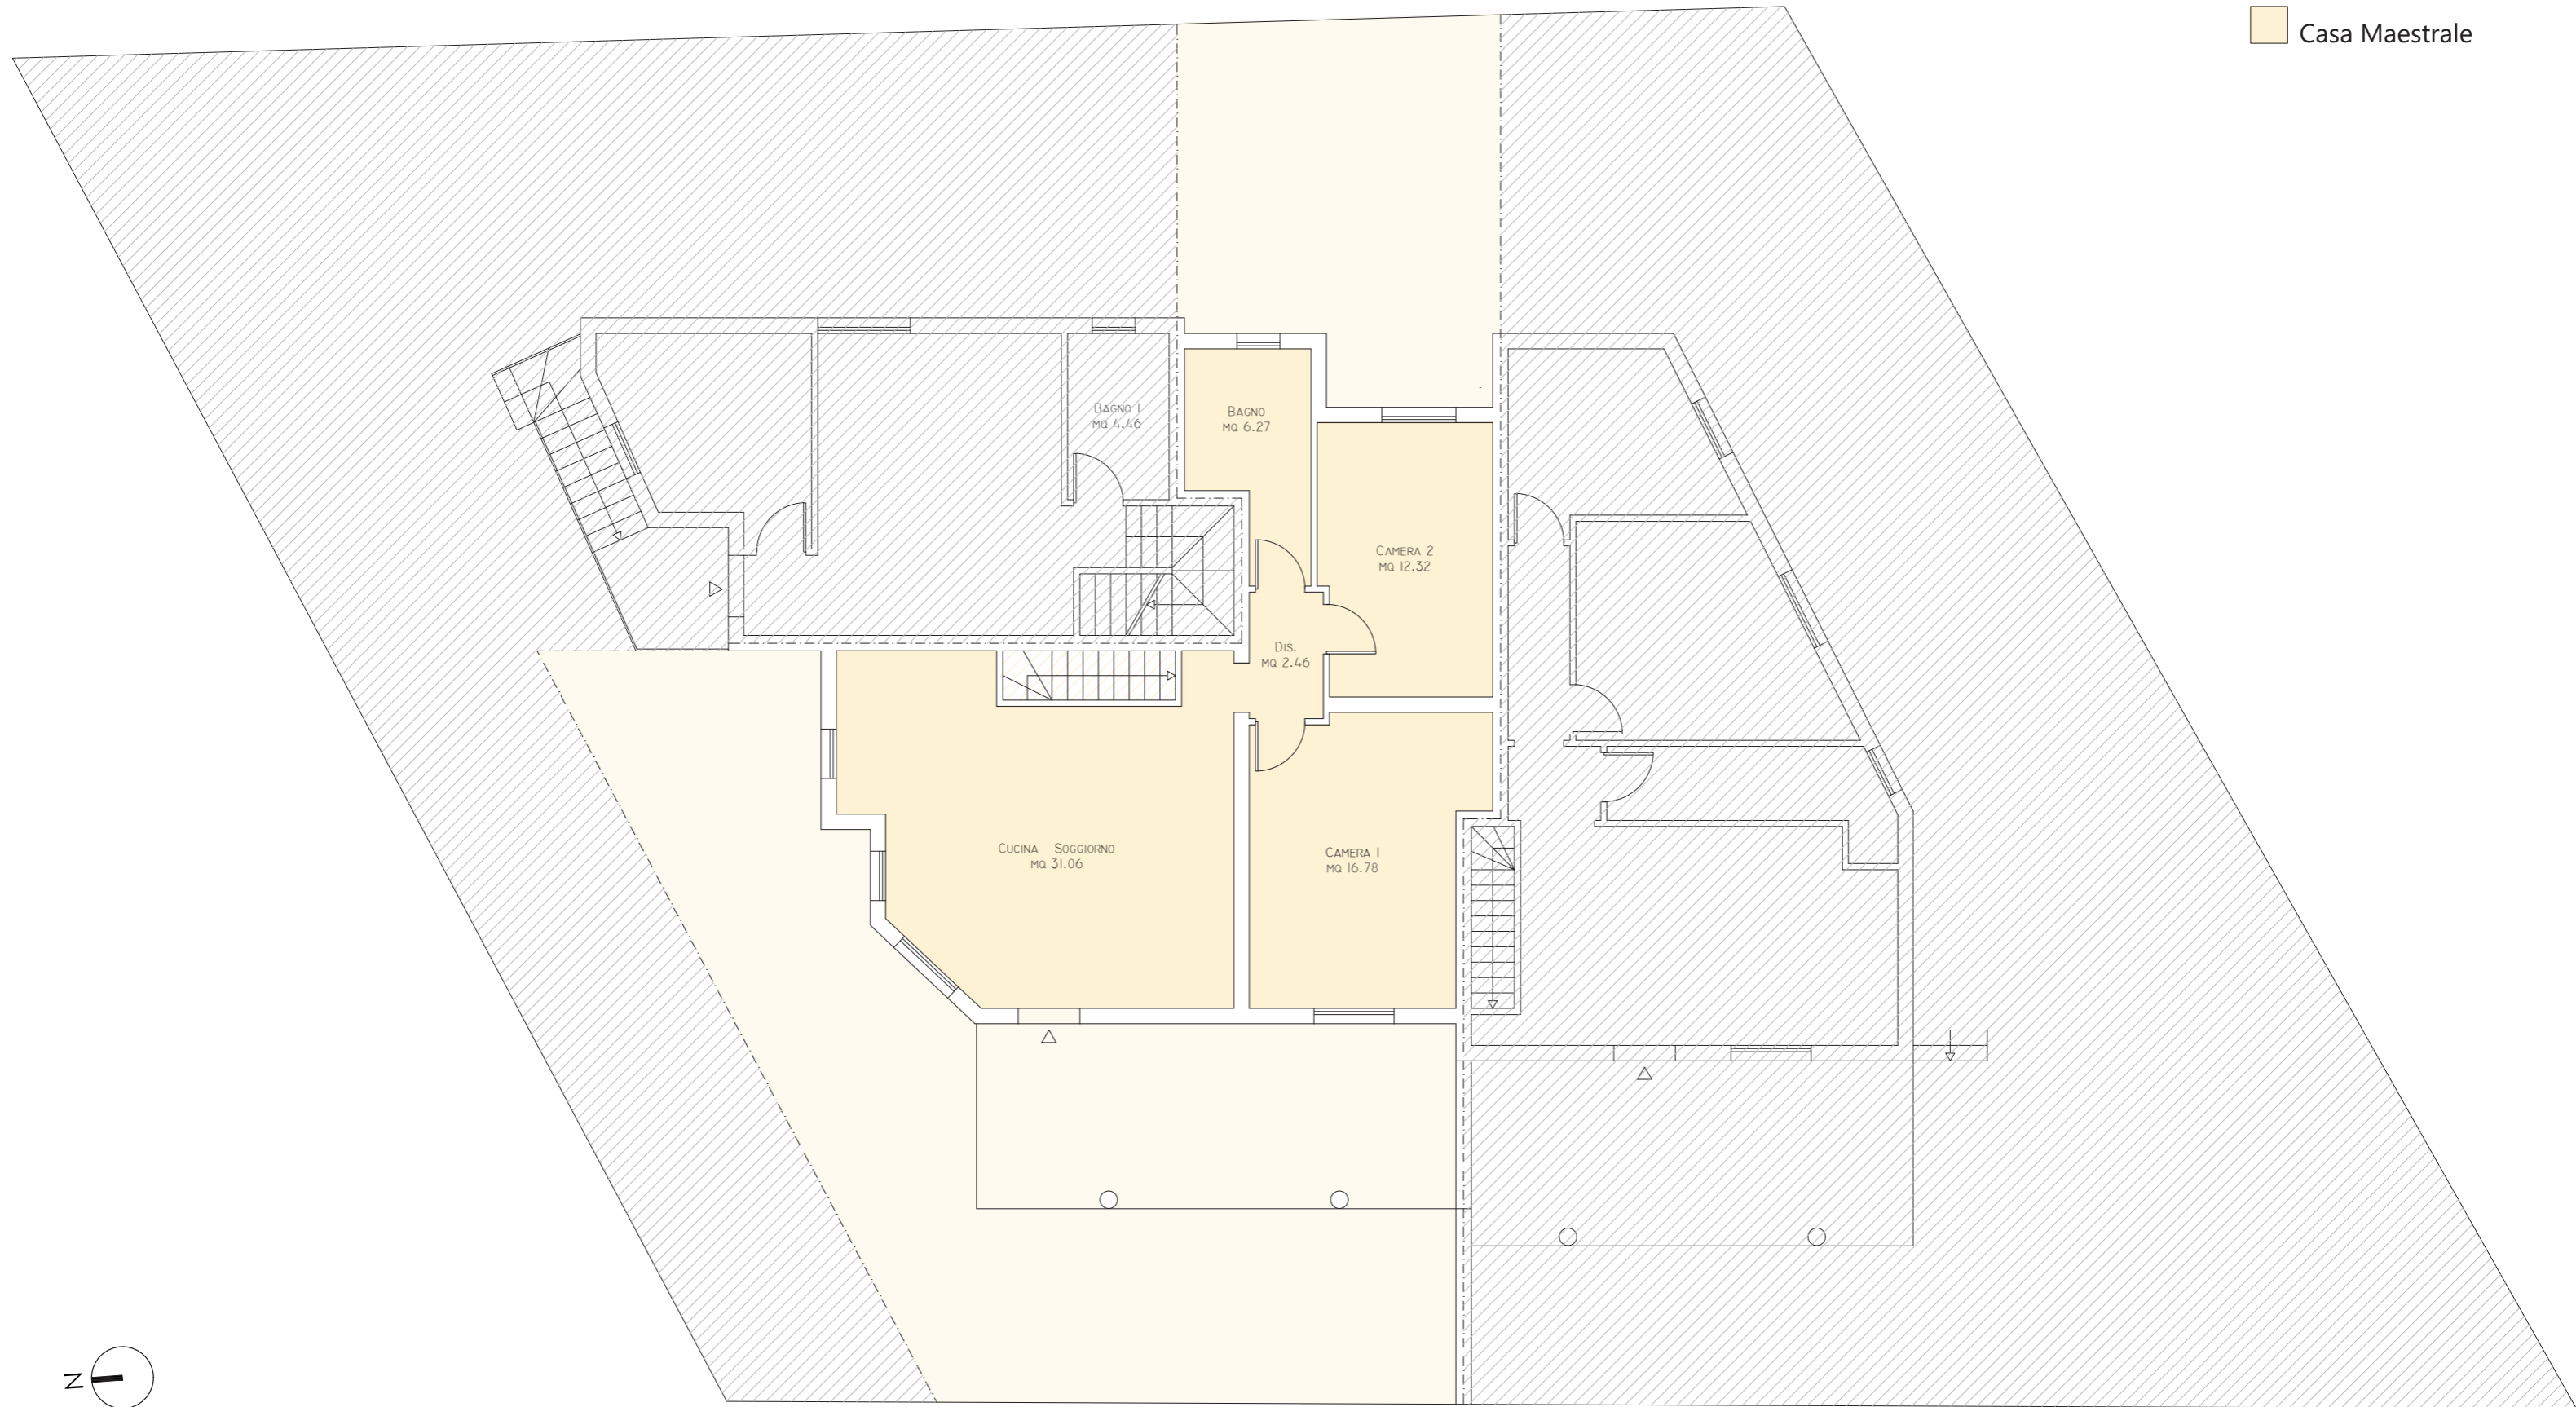 Casa Maestrale
Bagno 1
mq 4.46
Bagno
mq 6.27
Camera 2
mq 12.32
Dis.
mq 2.46
Cucina - Soggiorno
mq 31.06
Camera 1
mq 16.78
N